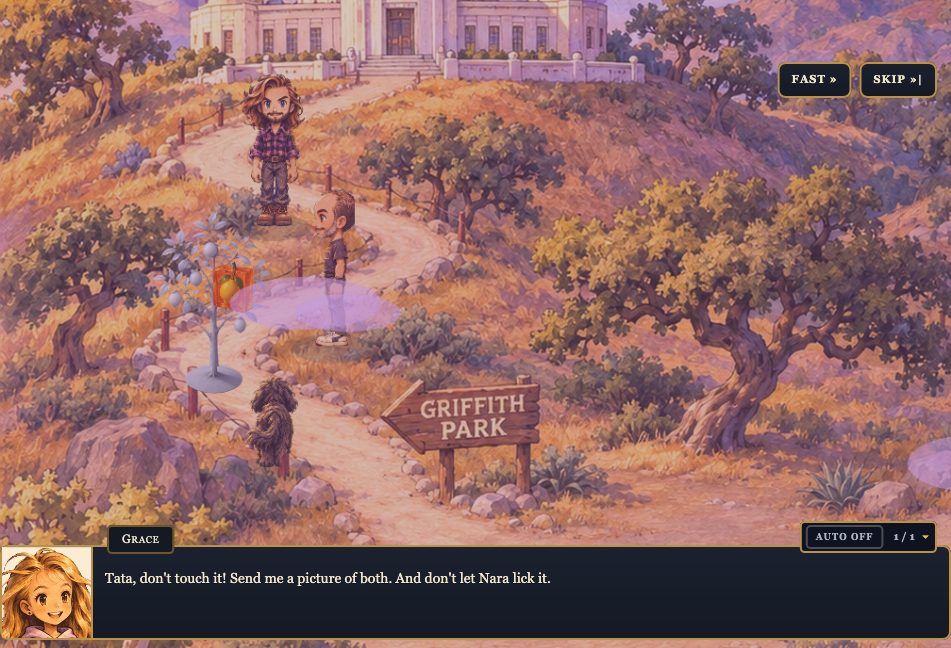 FAST »
SKIP »|
GRIFFITH
PARK
GRACE
AUTO OFF
1 / 1
Tata, don't touch it! Send me a picture of both. And don't let Nara lick it.